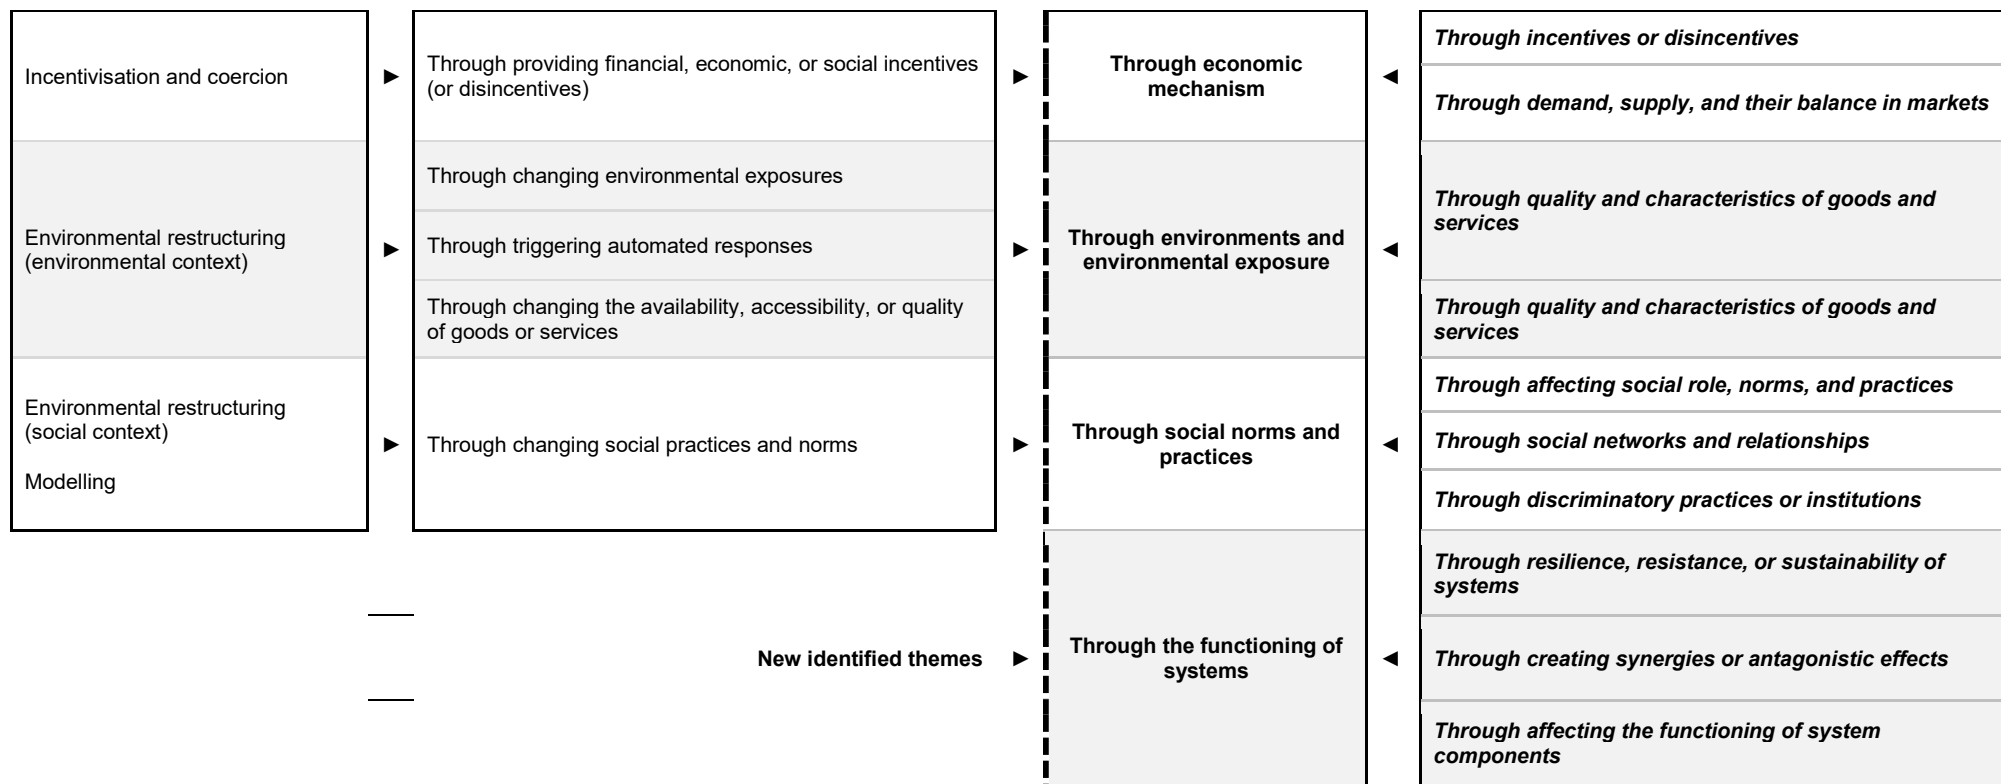 Incentivisation and coercion
►
Through providing financial, economic, or social incentives
(or disincentives)
►
Through economic
mechanism
◄
Through incentives or disincentives
Through demand, supply, and their balance in markets
Environmental restructuring
(environmental context)
►
Through changing environmental exposures
Through triggering automated responses
Through changing the availability, accessibility, or quality
of goods or services
►
Through environments and
environmental exposure
◄
Through quality and characteristics of goods and
services
Through quality and characteristics of goods and
services
Environmental restructuring
(social context)
Modelling
►
Through changing social practices and norms
►
Through social norms and
practices
◄
Through affecting social role, norms, and practices
Through social networks and relationships
Through discriminatory practices or institutions
New identified themes
►
Through the functioning of
systems
◄
Through resilience, resistance, or sustainability of
systems
Through creating synergies or antagonistic effects
Through affecting the functioning of system
components